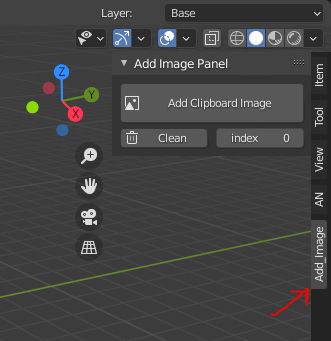 Layer:
Base
Add Image Panel
Add Clipboard Image
Clean
index 0
Item
Tool
View
AN
Add_Image
Z
Y
X